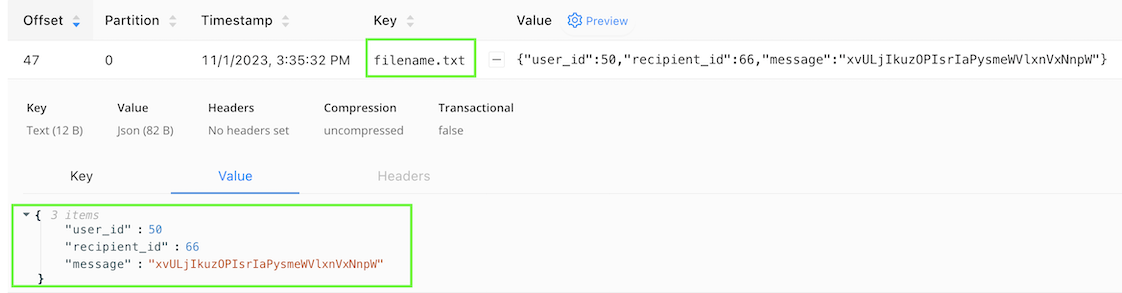 Offset Partition Timestamp Key Value Preview
47 0 11/1/2023, 3:35:32 PM filename.txt {"user_id":50,"recipient_id":66,"message":"xvULjIkuzOPIsrIaPysmeWVlxnVxNnpW"}
Key Value Headers Compression Transactional
Text (12 B) Json (82 B) No headers set uncompressed false
Key Value Headers
{ 3 items
"user_id" : 50
"recipient_id" : 66
"message" : "xvULjIkuzOPIsrIaPysmeWVlxnVxNnpW"
}